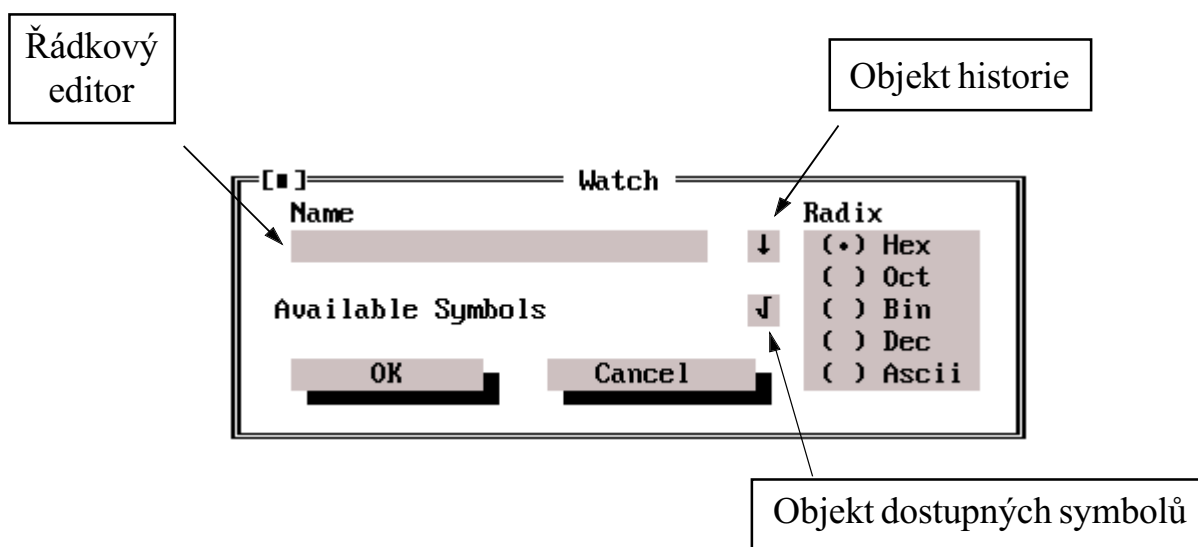 Řádkový
editor
Objekt historie
[∎] Watch
Name
Radix
↓ (•) Hex
( ) Oct
Available Symbols √ ( ) Bin
( ) Dec
OK Cancel ( ) Ascii
Objekt dostupných symbolů